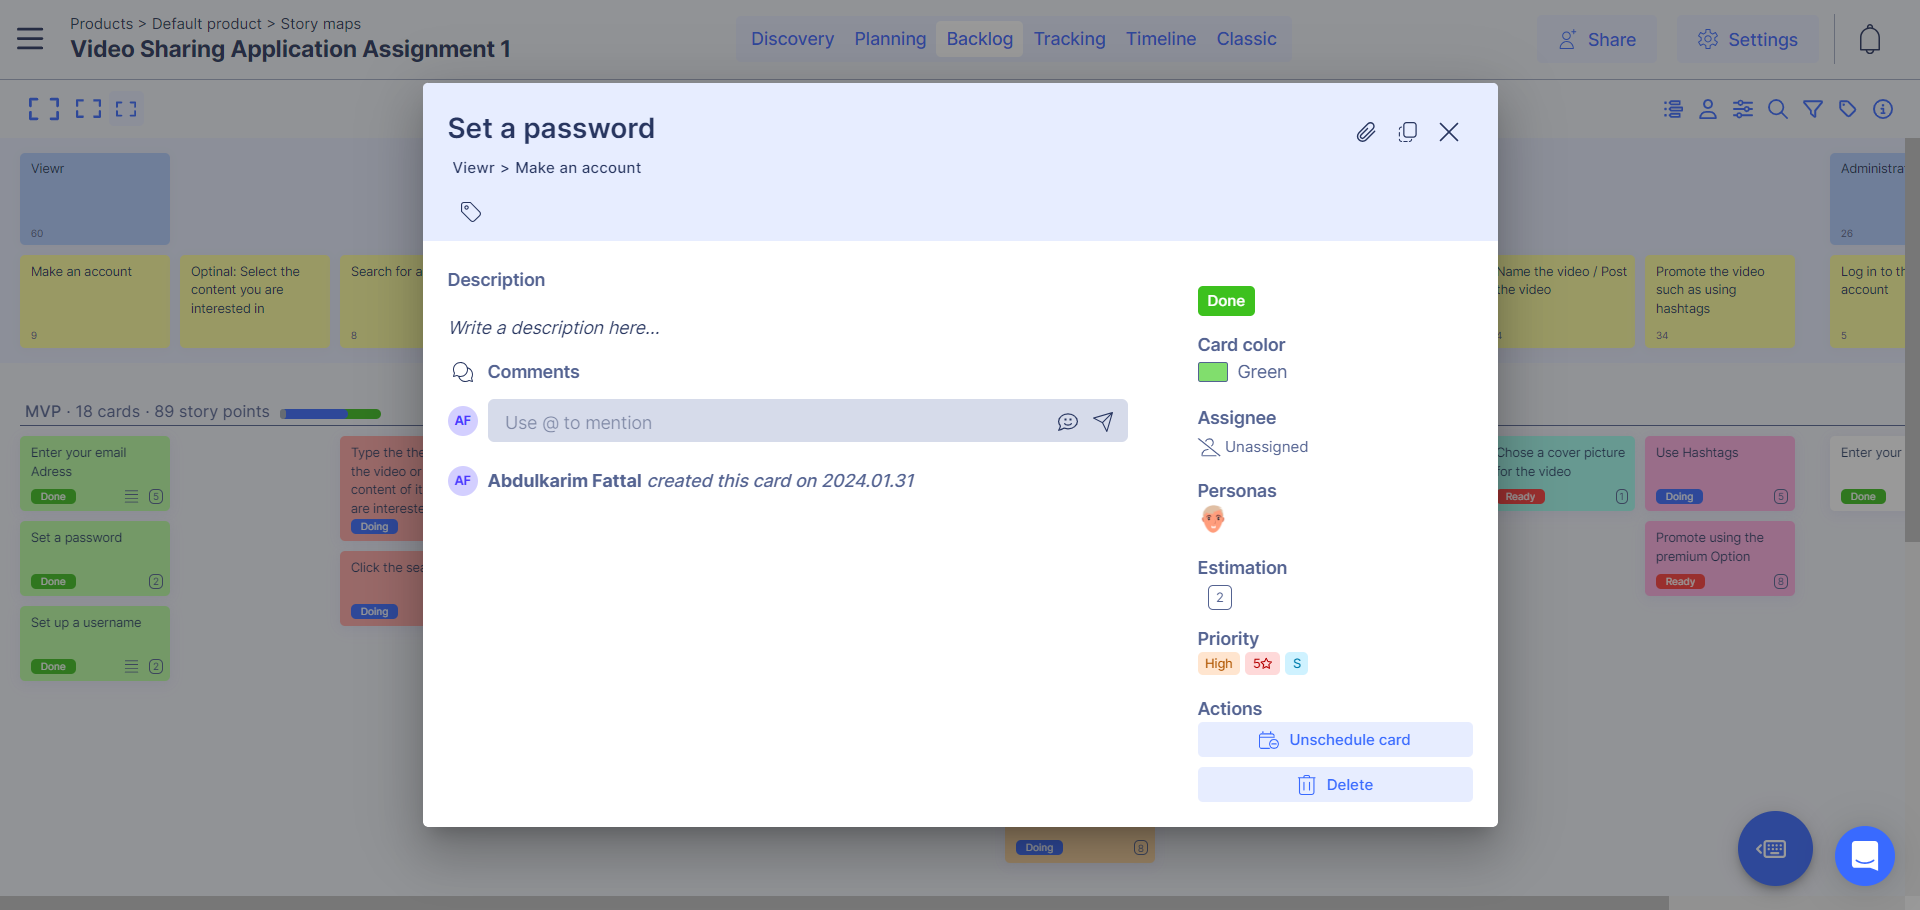 Products > Default product > Story maps
Video Sharing Application Assignment 1
Discovery
Planning
Backlog
Tracking
Timeline
Classic
Share
Settings
Set a password
Viewr > Make an account
Description
Write a description here...
Comments
AF
Use @ to mention
AF
Abdulkarim Fattal created this card on 2024.01.31
Done
Card color
Green
Assignee
Unassigned
Personas
Estimation
2
Priority
High
5
S
Actions
Unschedule card
Delete
Viewr
60
Administra
26
Make an account
9
Optinal: Select the
content you are
interested in
Search for a
8
Name the video / Post
the video
4
Promote the video
such as using
hashtags
34
Log in to th
account
5
MVP · 18 cards · 89 story points
Enter your email
Adress
Done
5
Set a password
Done
2
Set up a username
Done
2
Type the the
the video or
content of it
are intereste
Doing
Click the sea
Doing
Chose a cover picture
for the video
Ready
1
Use Hashtags
Doing
5
Promote using the
premium Option
Ready
8
Enter your
Done
Doing
8